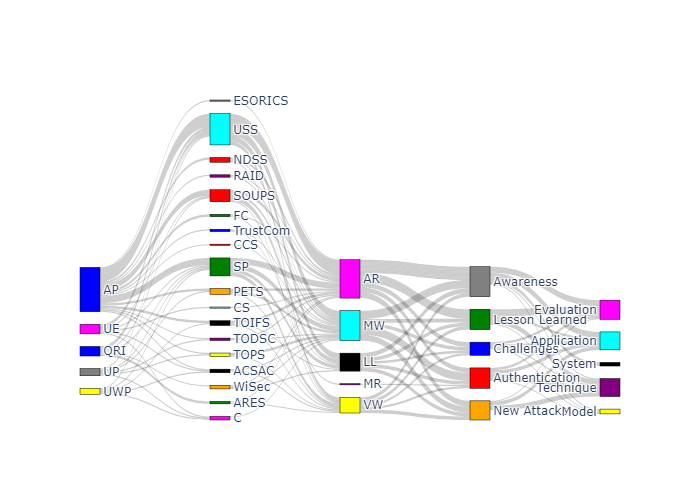 ESORICS
USS
NDSS
RAID
SOUPS
FC
TrustCom
CCS
SP
PETS
CS
TOIFS
TODSC
TOPS
ACSAC
WiSec
ARES
C
AP
UE
QRI
UP
UWP
AR
MW
LL
MR
VW
Awareness
Lesson Learned
Challenges
Authentication
New Attack
Evaluation
Application
System
Technique
Model